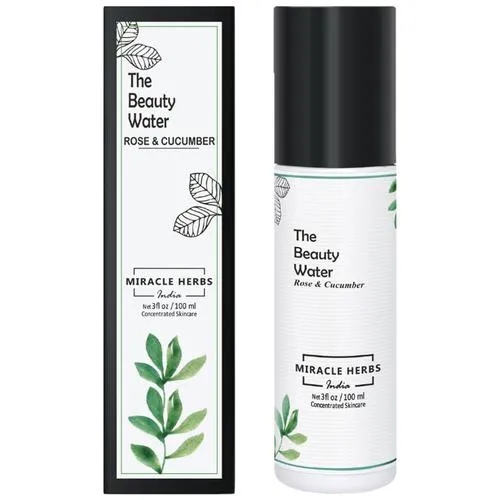 The
Beauty
Water
ROSE & CUCUMBER
MIRACLE HERBS
India
Net 3fl oz / 100 ml
Concentrated Skincare
The
Beauty
Water
Rose & Cucumber
MIRACLE HERBS
India
Net 3fl oz / 100 ml
Concentrated Skincare